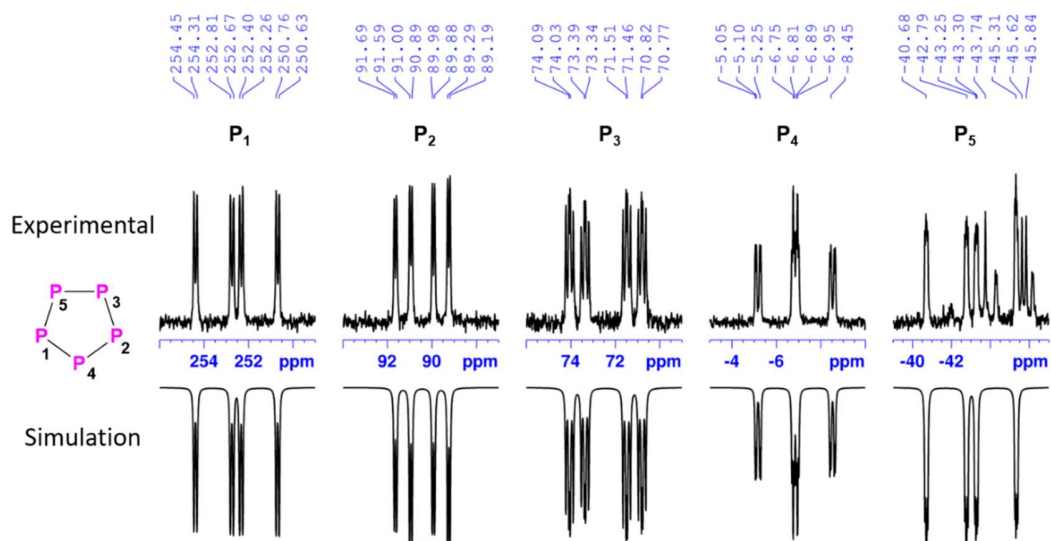 254.45 254.31 252.81 252.67 252.40 252.26 250.76 250.63
91.69 91.59 91.00 90.89 89.98 89.88 89.29 89.19
74.09 74.03 73.39 73.34 71.51 71.46 70.82 70.77
-5.05 -5.10 -5.25 -6.75 -6.81 -6.89 -6.95 -8.45
-40.68 -42.79 -43.25 -43.30 -43.74 -45.31 -45.62 -45.84
P₁ P₂ P₃ P₄ P₅
Experimental
P P
5 3
P P
1 2
P
4
254 252 ppm
92 90 ppm
74 72 ppm
-4 -6 ppm
-40 -42 ppm
Simulation